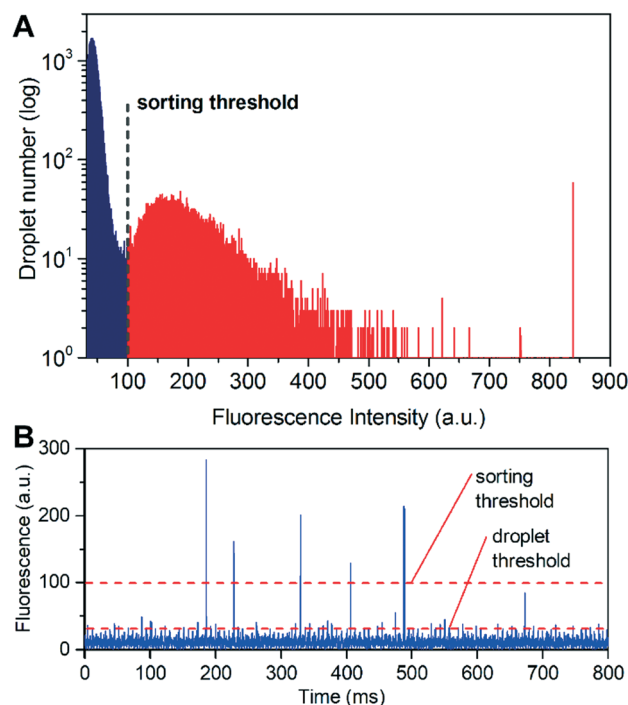 A
Droplet number (log)
10³
10²
10¹
10⁰
sorting threshold
100 200 300 400 500 600 700 800 900
Fluorescence Intensity (a.u.)
B
Fluorescence (a.u.)
300
200
100
0
sorting
threshold
droplet
threshold
0 100 200 300 400 500 600 700 800
Time (ms)